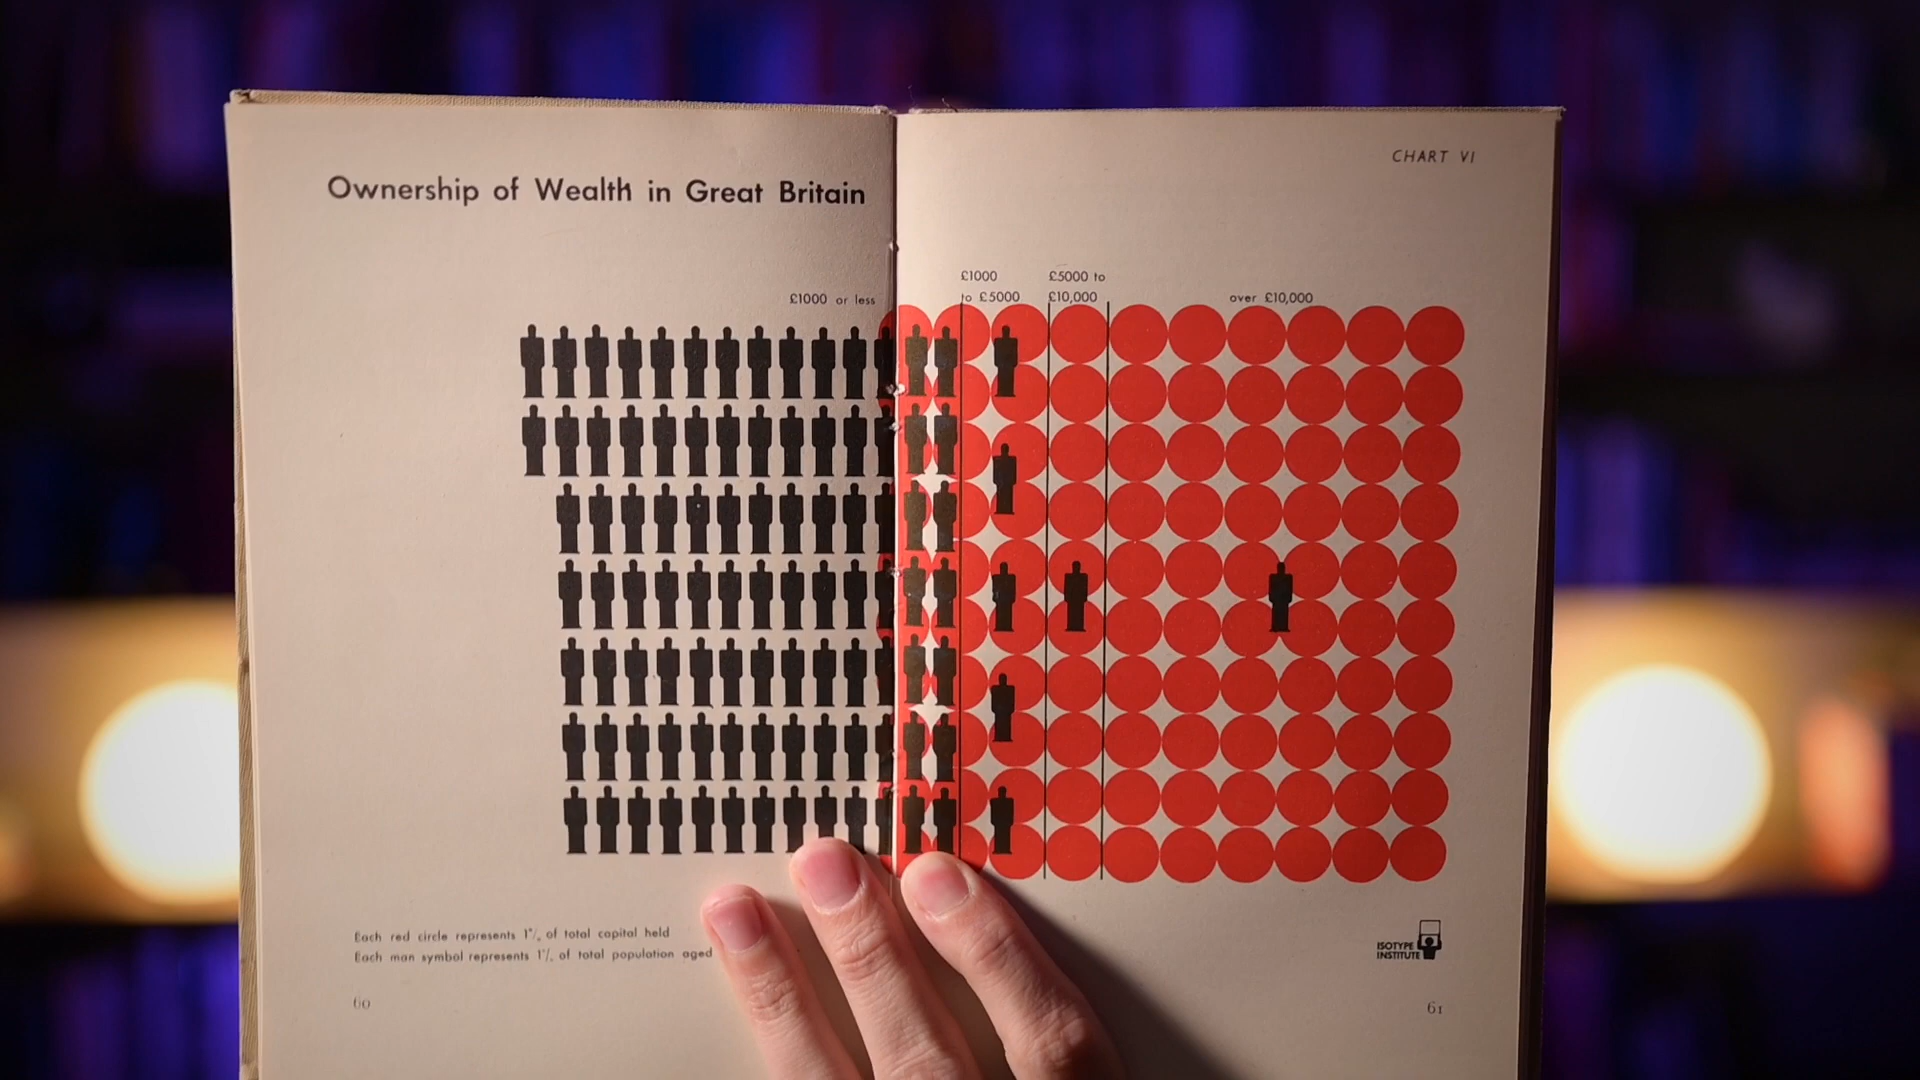 Ownership of Wealth in Great Britain
CHART VI
£1000 or less
£1000
to £5000
£5000 to
£10,000
over £10,000
Each red circle represents 1% of total capital held
Each man symbol represents 1% of total population aged
ISOTYPE
INSTITUTE
60
61